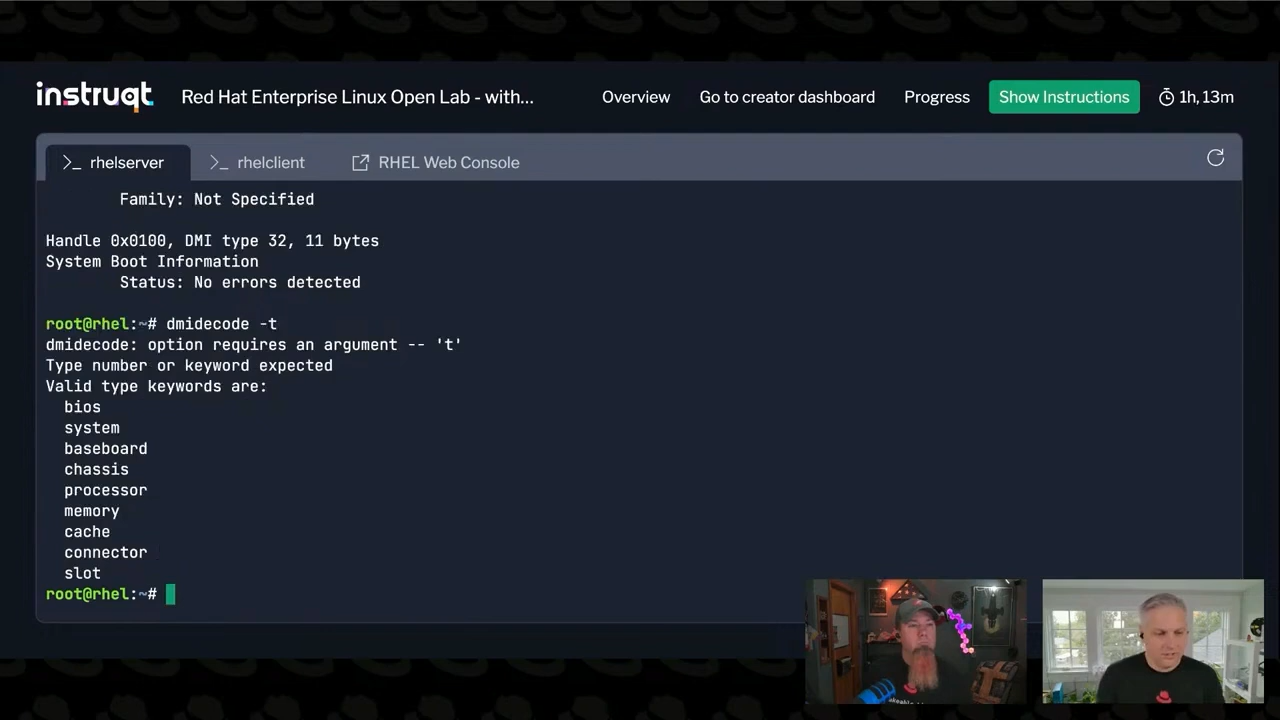 instruqt Red Hat Enterprise Linux Open Lab - with... Overview Go to creator dashboard Progress Show Instructions 1h, 13m
>_ rhelserver >_ rhelclient RHEL Web Console
Family: Not Specified
Handle 0x0100, DMI type 32, 11 bytes
System Boot Information
Status: No errors detected
root@rhel:~# dmidecode -t
dmidecode: option requires an argument -- 't'
Type number or keyword expected
Valid type keywords are:
bios
system
baseboard
chassis
processor
memory
cache
connector
slot
root@rhel:~#